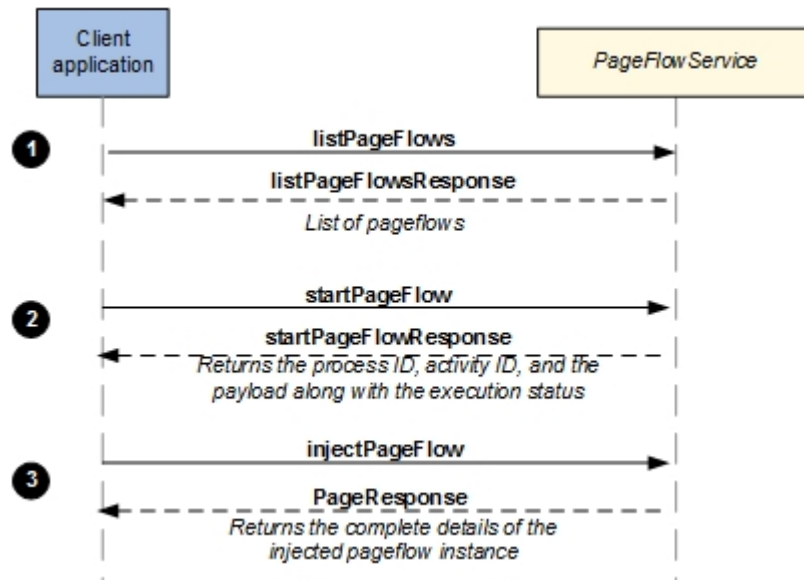 Client
application
PageFlowService
1
listPageFlows
listPageFlowsResponse
List of pageflows
startPageFlow
2
startPageFlowResponse
Returns the process ID, activity ID, and the
payload along with the execution status
injectPageFlow
3
PageResponse
Returns the complete details of the
injected pageflow instance